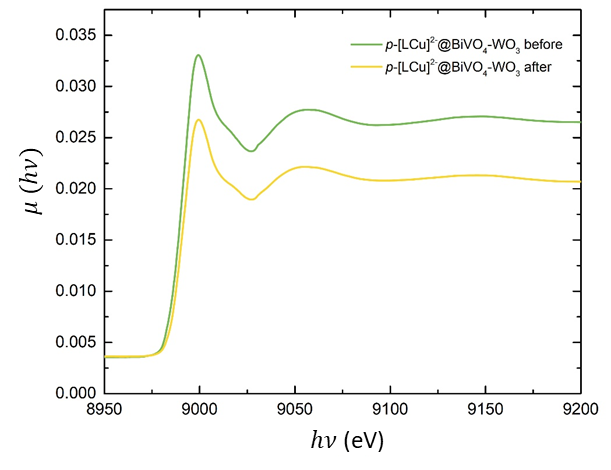 0.035
0.030
0.025
0.020
0.015
0.010
0.005
0.000
μ (hν)
p-[LCu]²⁻@BiVO₄-WO₃ before
p-[LCu]²⁻@BiVO₄-WO₃ after
8950 9000 9050 9100 9150 9200
hν (eV)